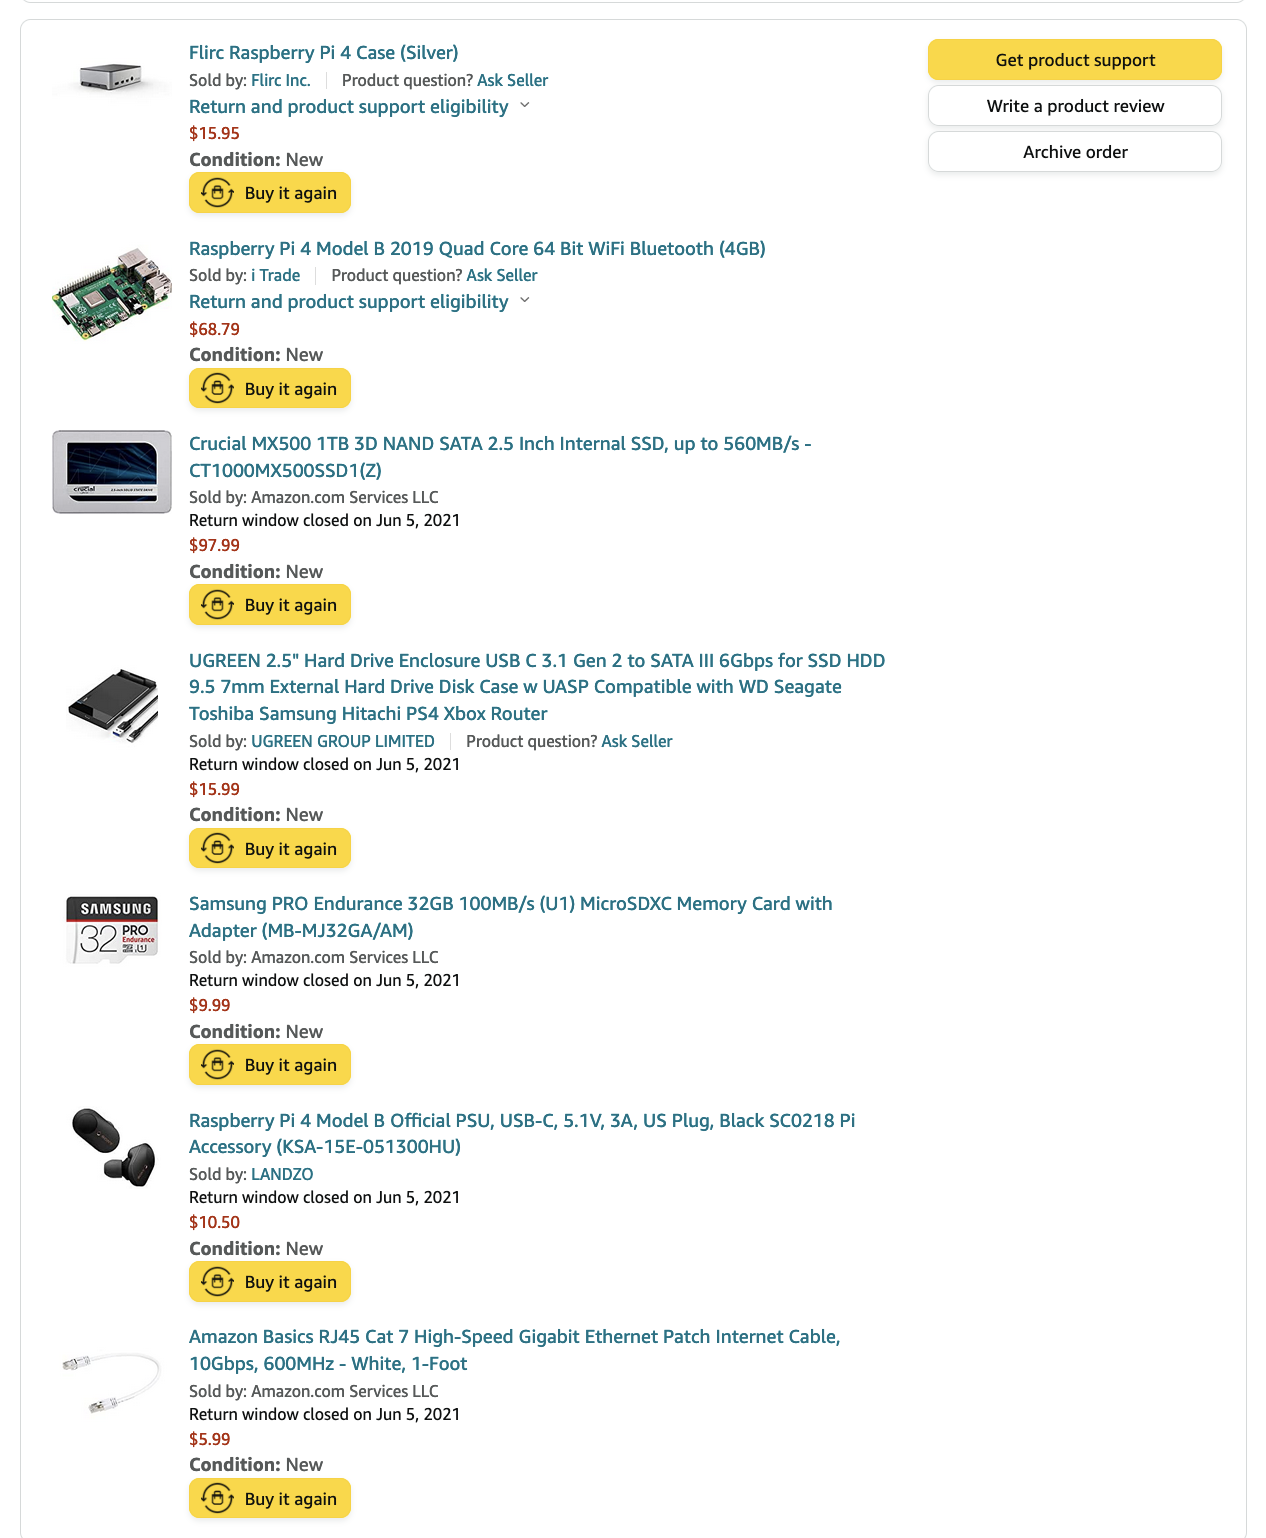 Flirc Raspberry Pi 4 Case (Silver)
Sold by: Flirc Inc. Product question? Ask Seller
Return and product support eligibility
$15.95
Condition: New
Buy it again
Get product support
Write a product review
Archive order
Raspberry Pi 4 Model B 2019 Quad Core 64 Bit WiFi Bluetooth (4GB)
Sold by: i Trade Product question? Ask Seller
Return and product support eligibility
$68.79
Condition: New
Buy it again
crucial
Crucial MX500 1TB 3D NAND SATA 2.5 Inch Internal SSD, up to 560MB/s -
CT1000MX500SSD1(Z)
Sold by: Amazon.com Services LLC
Return window closed on Jun 5, 2021
$97.99
Condition: New
Buy it again
UGREEN 2.5" Hard Drive Enclosure USB C 3.1 Gen 2 to SATA III 6Gbps for SSD HDD
9.5 7mm External Hard Drive Disk Case w UASP Compatible with WD Seagate
Toshiba Samsung Hitachi PS4 Xbox Router
Sold by: UGREEN GROUP LIMITED Product question? Ask Seller
Return window closed on Jun 5, 2021
$15.99
Condition: New
Buy it again
SAMSUNG
32 PRO
Endurance
Samsung PRO Endurance 32GB 100MB/s (U1) MicroSDXC Memory Card with
Adapter (MB-MJ32GA/AM)
Sold by: Amazon.com Services LLC
Return window closed on Jun 5, 2021
$9.99
Condition: New
Buy it again
Raspberry Pi 4 Model B Official PSU, USB-C, 5.1V, 3A, US Plug, Black SC0218 Pi
Accessory (KSA-15E-051300HU)
Sold by: LANDZO
Return window closed on Jun 5, 2021
$10.50
Condition: New
Buy it again
Amazon Basics RJ45 Cat 7 High-Speed Gigabit Ethernet Patch Internet Cable,
10Gbps, 600MHz - White, 1-Foot
Sold by: Amazon.com Services LLC
Return window closed on Jun 5, 2021
$5.99
Condition: New
Buy it again